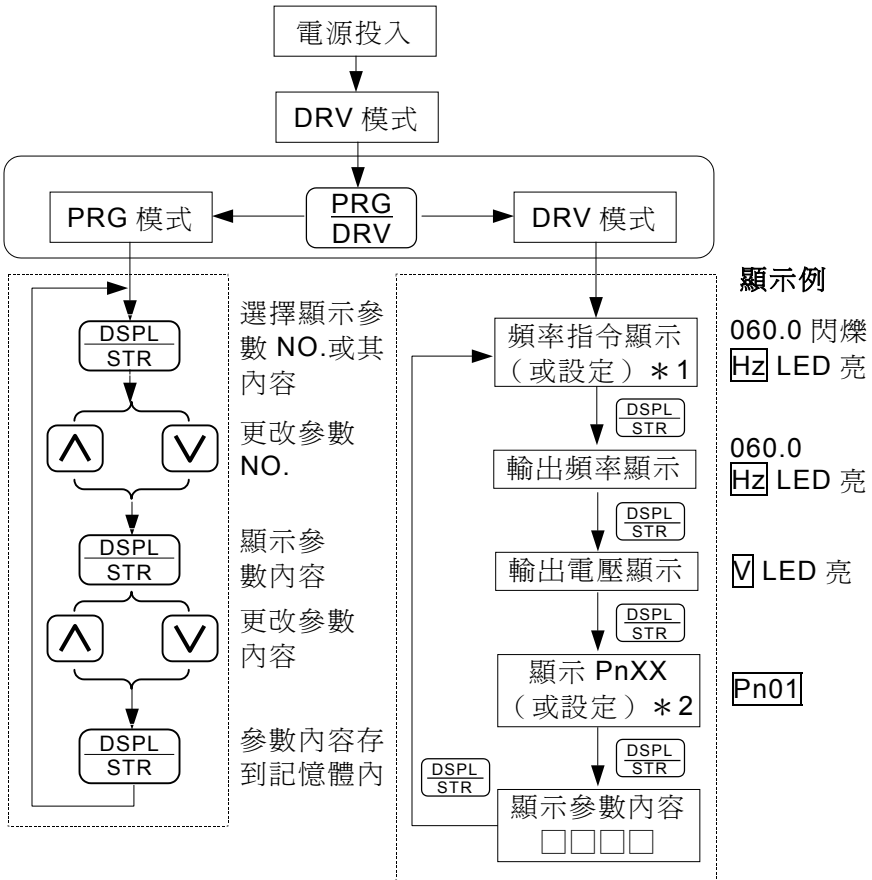 電源投入
DRV 模式
PRG 模式
PRG
DRV
DRV 模式
DSPL
STR
選擇顯示參
數 NO.或其
內容
∧
∨
更改參數
NO.
DSPL
STR
顯示參
數內容
∧
∨
更改參數
內容
DSPL
STR
參數內容存
到記憶體內
顯示例
頻率指令顯示
（或設定）＊1
060.0 閃爍
Hz LED 亮
DSPL
STR
輸出頻率顯示
060.0
Hz LED 亮
DSPL
STR
輸出電壓顯示
V LED 亮
DSPL
STR
顯示 PnXX
（或設定）＊2
Pn01
DSPL
STR
DSPL
STR
顯示參數內容
□□□□